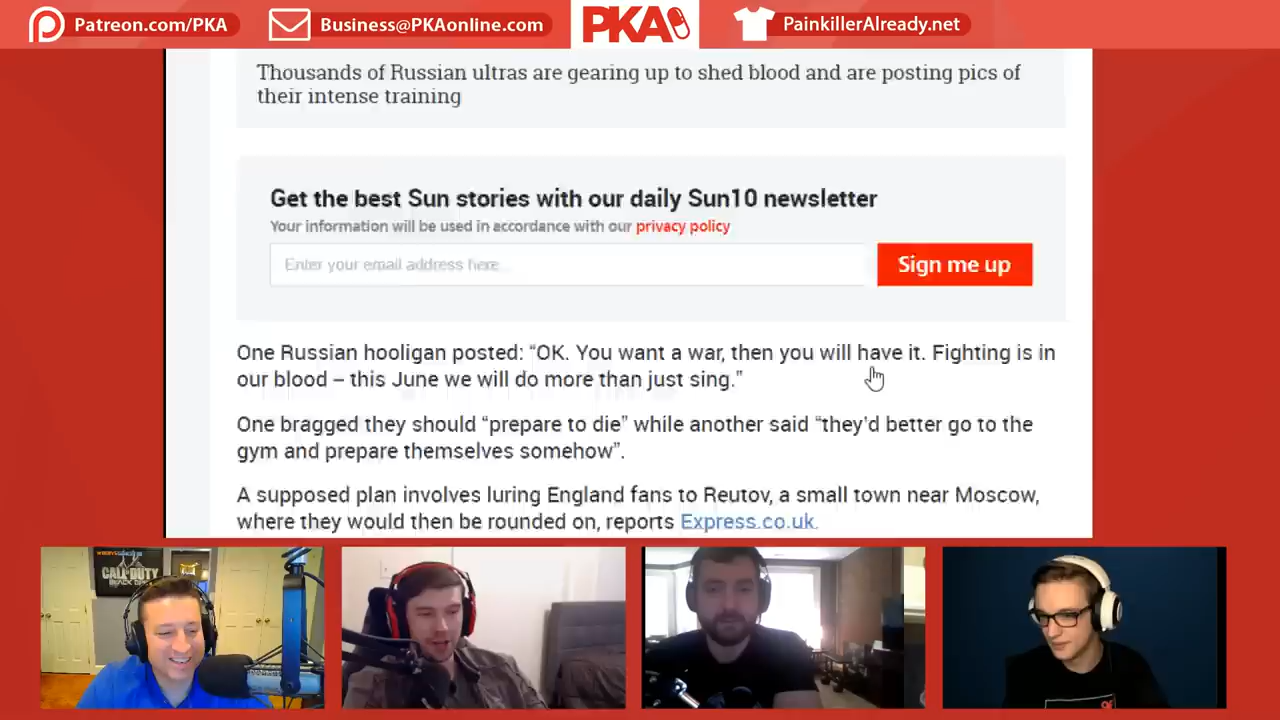 Patreon.com/PKA
Business@PKAonline.com
PKA
PainkillerAlready.net
Thousands of Russian ultras are gearing up to shed blood and are posting pics of
their intense training
Get the best Sun stories with our daily Sun10 newsletter
Your information will be used in accordance with our privacy policy
Enter your email address here...
Sign me up
One Russian hooligan posted: “OK. You want a war, then you will have it. Fighting is in
our blood – this June we will do more than just sing.”
One bragged they should “prepare to die” while another said “they’d better go to the
gym and prepare themselves somehow”.
A supposed plan involves luring England fans to Reutov, a small town near Moscow,
where they would then be rounded on, reports Express.co.uk.
CALL OF DUTY